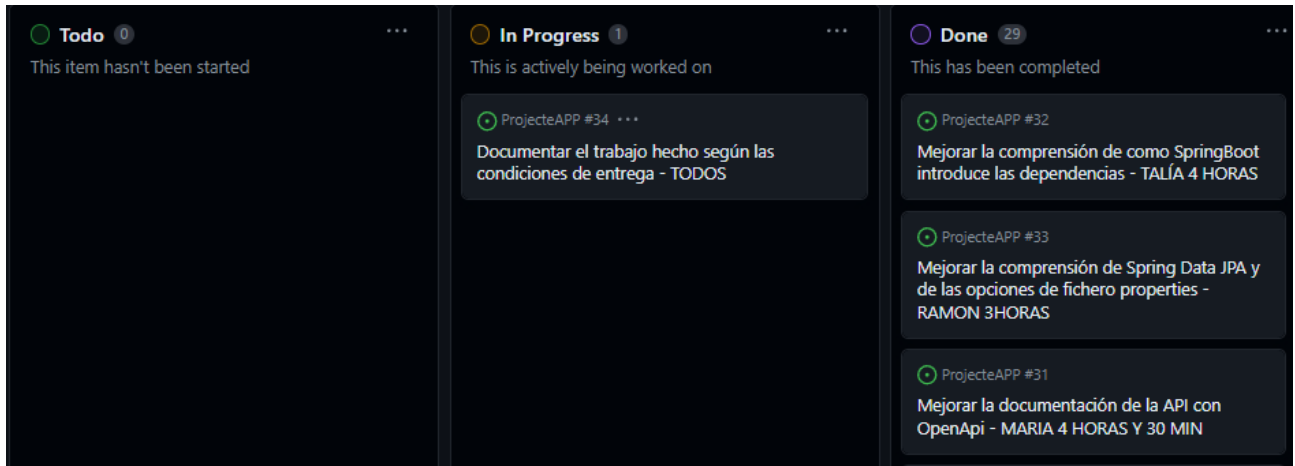 Todo 0 ...
This item hasn't been started
In Progress 1 ...
This is actively being worked on
ProjecteAPP #34 ...
Documentar el trabajo hecho según las
condiciones de entrega - TODOS
Done 29 ...
This has been completed
ProjecteAPP #32
Mejorar la comprensión de como SpringBoot
introduce las dependencias - TALÍA 4 HORAS
ProjecteAPP #33
Mejorar la comprensión de Spring Data JPA y
de las opciones de fichero properties -
RAMON 3HORAS
ProjecteAPP #31
Mejorar la documentación de la API con
OpenApi - MARIA 4 HORAS Y 30 MIN